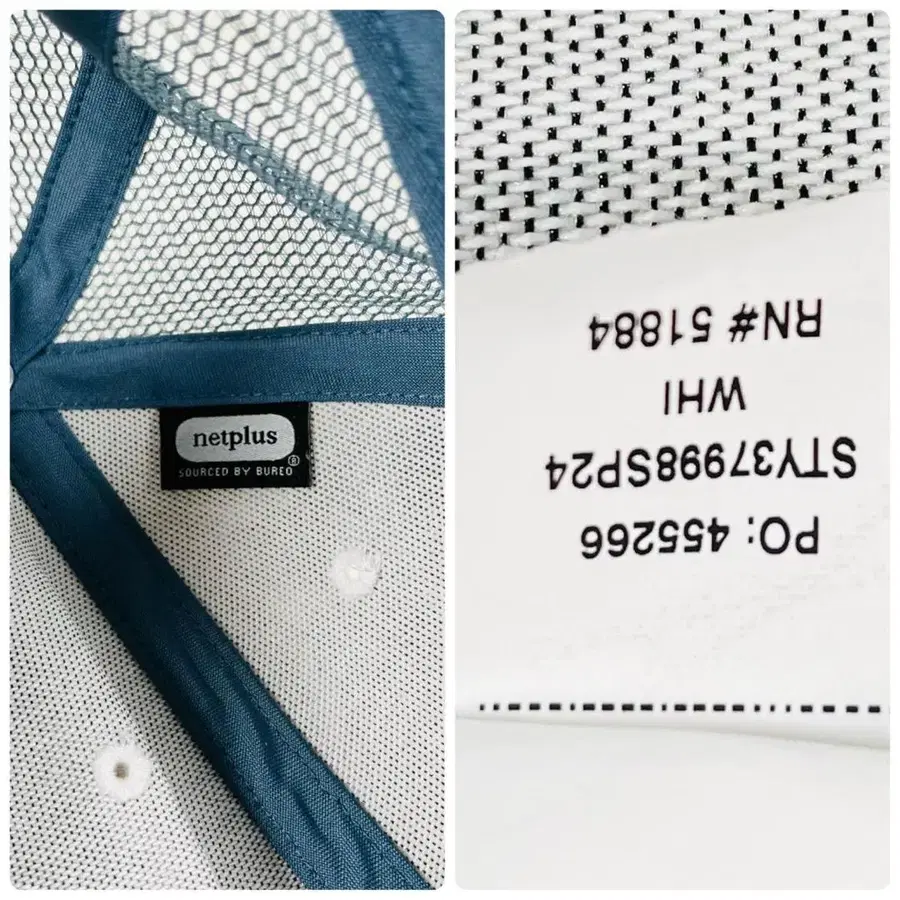 netplus
®
SOURCED BY BUREO
RN# 51884
WHI
STY37998SP24
PO: 455266